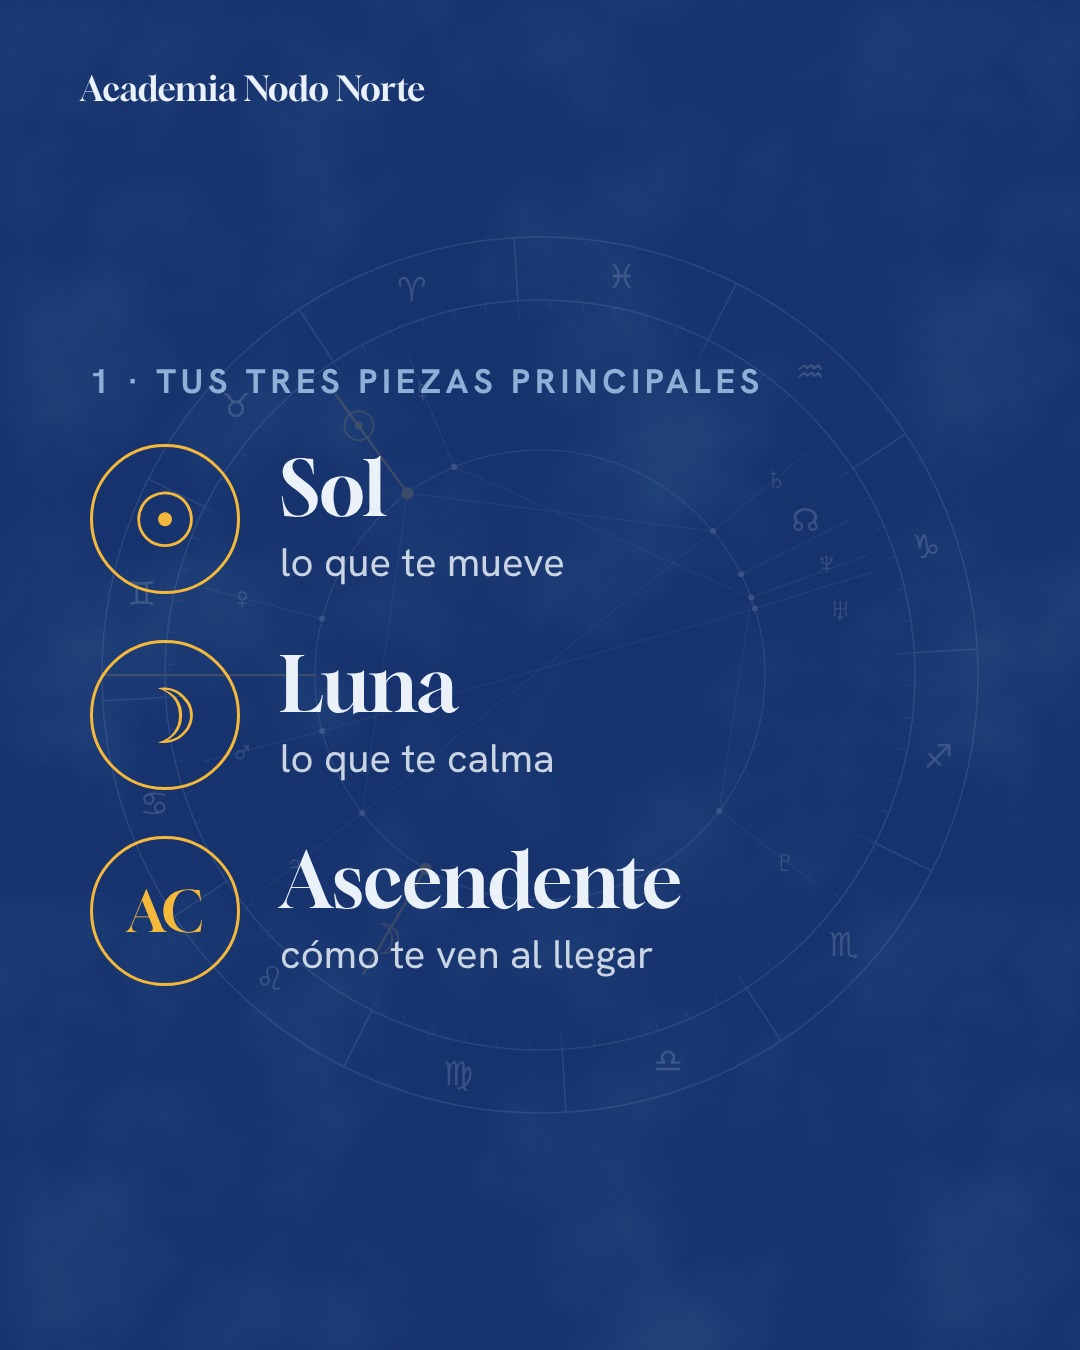 Academia Nodo Norte
1 · TUS TRES PIEZAS PRINCIPALES
Sol
lo que te mueve
Luna
lo que te calma
AC
Ascendente
cómo te ven al llegar